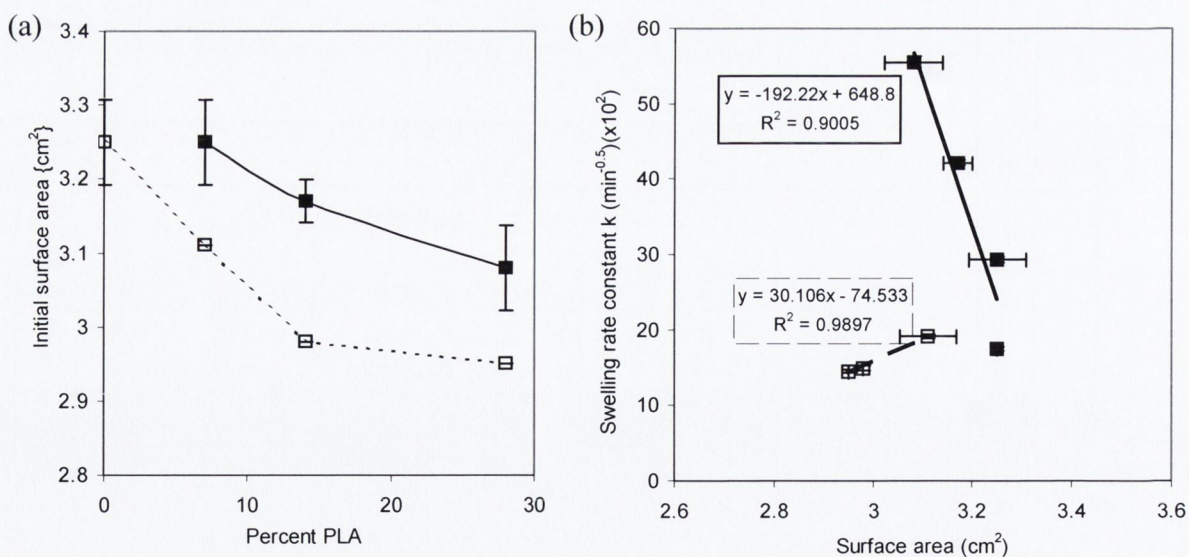 (a)
3.4
3.3
3.2
3.1
3
2.9
2.8
Initial surface area {cm²}
0
10
20
30
Percent PLA
(b)
60
50
40
30
20
10
0
Swelling rate constant k (min⁻⁰·⁵)(x10²)
y = -192.22x + 648.8
R² = 0.9005
y = 30.106x - 74.533
R² = 0.9897
2.6
2.8
3
3.2
3.4
3.6
Surface area (cm²)